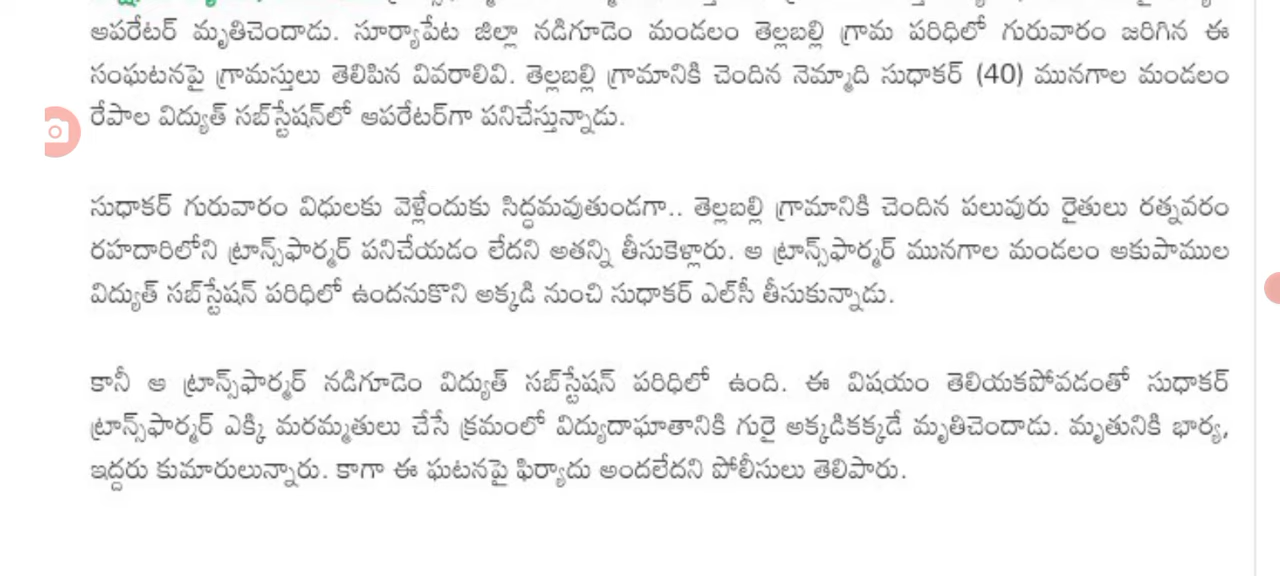 ఆపరేటర్ మృతిచెందాడు. సూర్యాపేట జిల్లా నడిగూడెం మండలం తెల్లబల్లి గ్రామ పరిధిలో గురువారం జరిగిన ఈ
సంఘటనపై గ్రామస్తులు తెలిపిన వివరాలివి. తెల్లబల్లి గ్రామానికి చెందిన నెమ్మాది సుధాకర్ (40) మునగాల మండలం
రేపాల విద్యుత్ సబ్‌స్టేషన్‌లో ఆపరేటర్‌గా పనిచేస్తున్నాడు.
సుధాకర్ గురువారం విధులకు వెళ్లేందుకు సిద్ధమవుతుండగా.. తెల్లబల్లి గ్రామానికి చెందిన పలువురు రైతులు రత్నవరం
రహదారిలోని ట్రాన్స్‌ఫార్మర్ పనిచేయడం లేదని అతన్ని తీసుకెళ్లారు. ఆ ట్రాన్స్‌ఫార్మర్ మునగాల మండలం ఆకుపాముల
విద్యుత్ సబ్‌స్టేషన్ పరిధిలో ఉందనుకొని అక్కడి నుంచి సుధాకర్ ఎల్‌సీ తీసుకున్నాడు.
కానీ ఆ ట్రాన్స్‌ఫార్మర్ నడిగూడెం విద్యుత్ సబ్‌స్టేషన్ పరిధిలో ఉంది. ఈ విషయం తెలియకపోవడంతో సుధాకర్
ట్రాన్స్‌ఫార్మర్ ఎక్కి మరమ్మతులు చేసే క్రమంలో విద్యుదాఘాతానికి గురై అక్కడికక్కడే మృతిచెందాడు. మృతునికి భార్య,
ఇద్దరు కుమారులున్నారు. కాగా ఈ ఘటనపై ఫిర్యాదు అందలేదని పోలీసులు తెలిపారు.